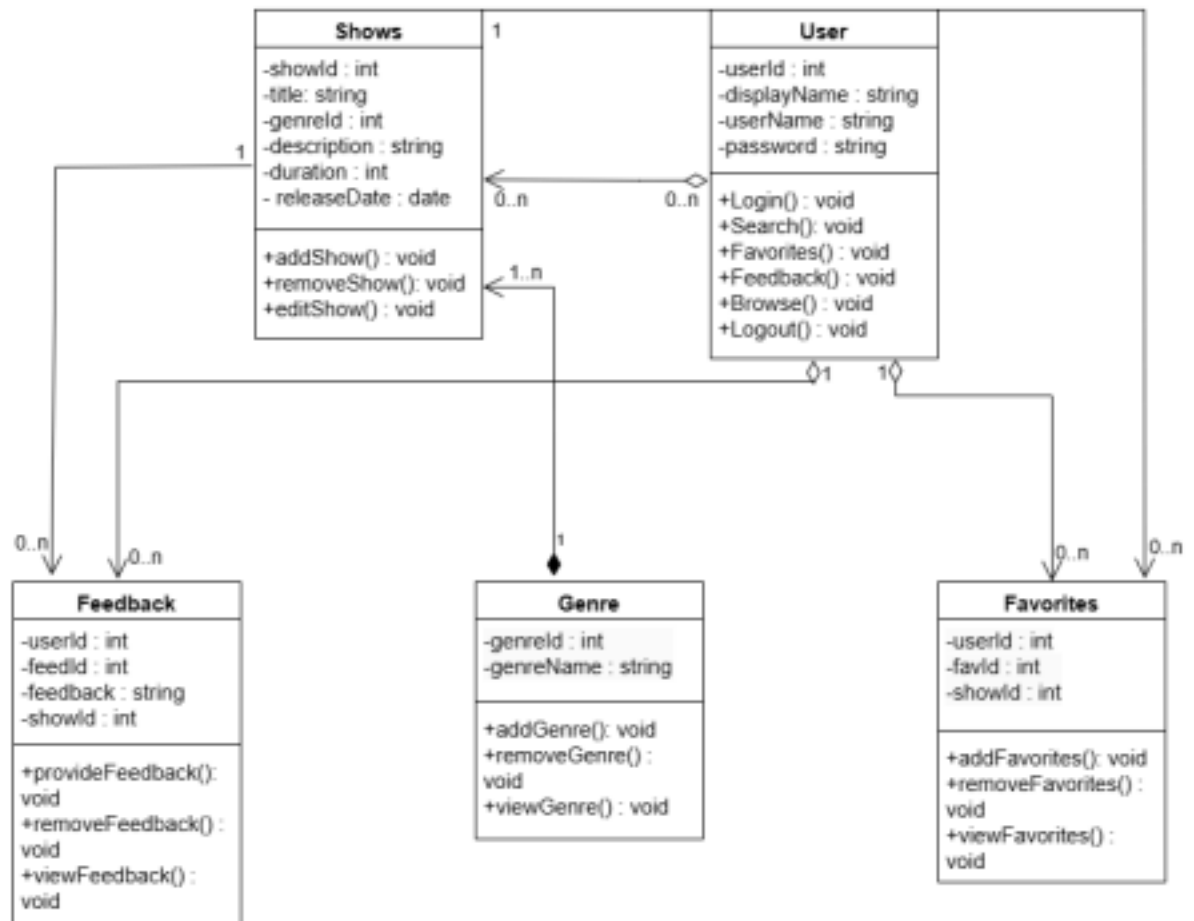 Shows
-showId : int
-title: string
-genreId : int
-description : string
-duration : int
- releaseDate : date
+addShow() : void
+removeShow(): void
+editShow() : void
1
1
User
-userId : int
-displayName : string
-userName : string
-password : string
+Login() : void
+Search(): void
+Favorites() : void
+Feedback() : void
+Browse() : void
+Logout() : void
0..n
0..n
1..n
1
1
1
0..n
0..n
0..n
0..n
Feedback
-userId : int
-feedId : int
-feedback : string
-showId : int
+provideFeedback():
void
+removeFeedback() :
void
+viewFeedback() :
void
Genre
-genreId : int
-genreName : string
+addGenre(): void
+removeGenre() :
void
+viewGenre() : void
Favorites
-userId : int
-favId : int
-showId : int
+addFavorites(): void
+removeFavorites() :
void
+viewFavorites() :
void